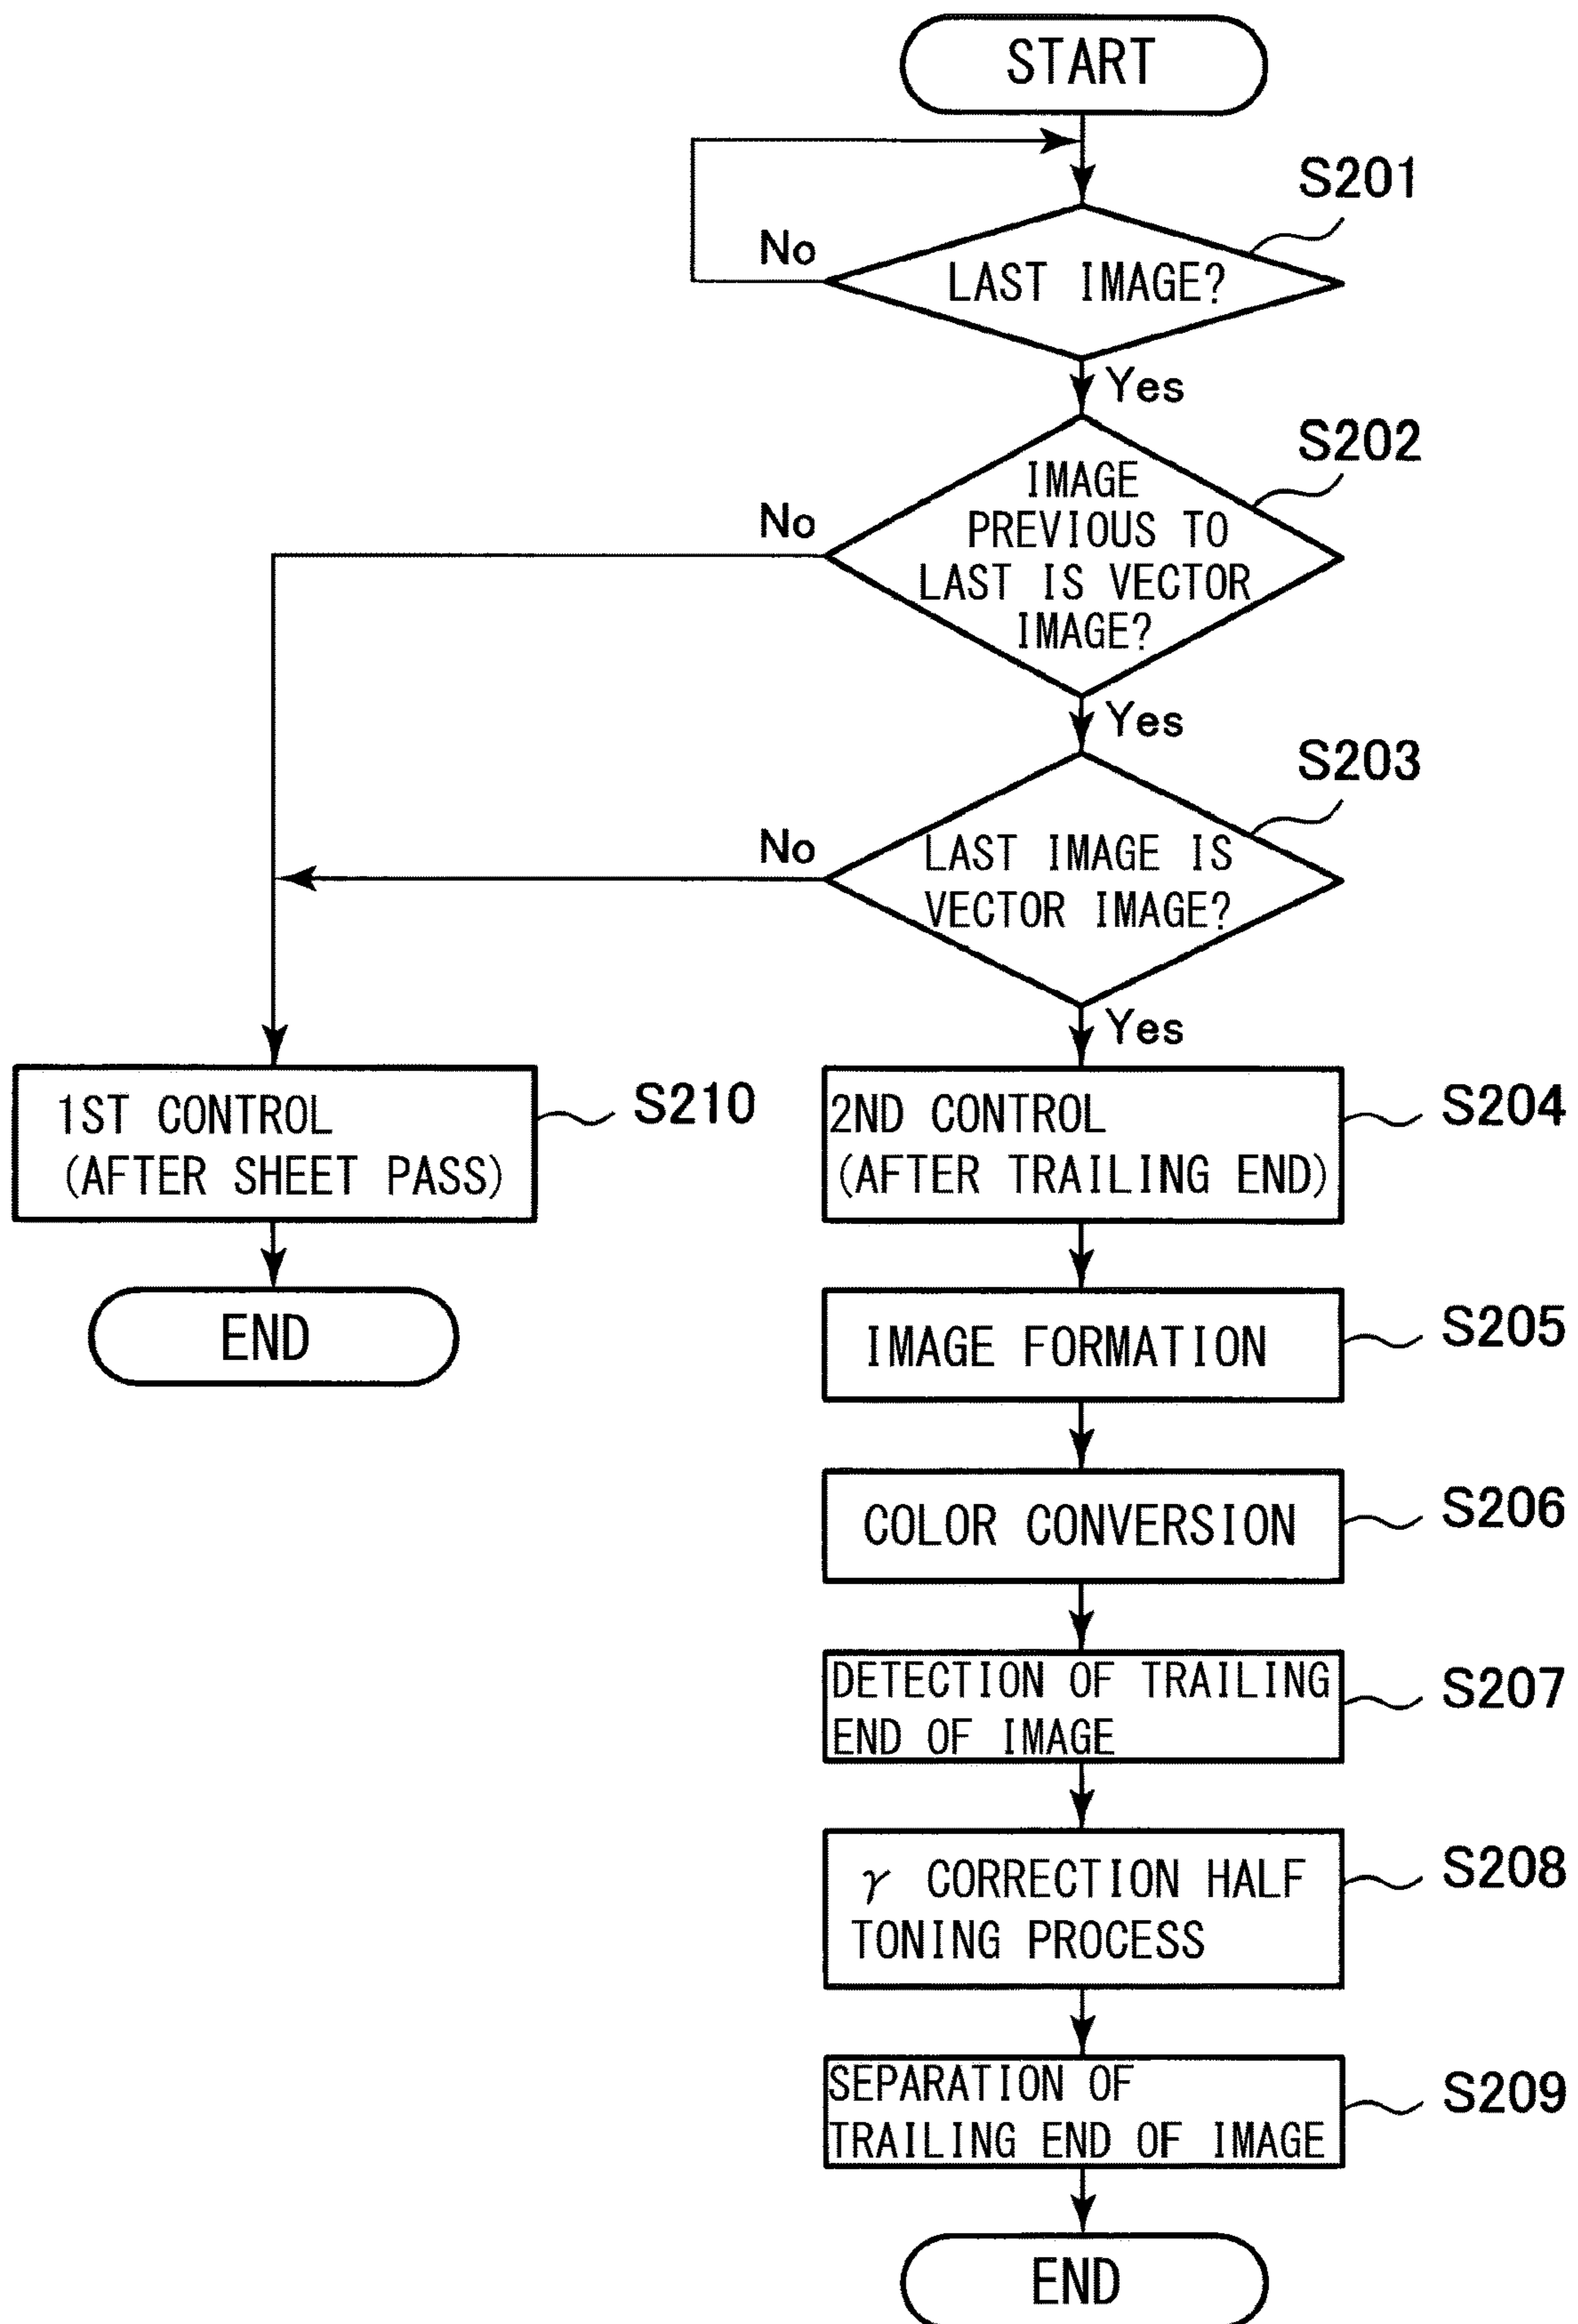 START
S201
No
LAST IMAGE?
Yes
S202
No
IMAGE
PREVIOUS TO
LAST IS VECTOR
IMAGE?
Yes
S203
No
LAST IMAGE IS
VECTOR IMAGE?
Yes
1ST CONTROL
(AFTER SHEET PASS)
S210
END
2ND CONTROL
(AFTER TRAILING END)
S204
IMAGE FORMATION
S205
COLOR CONVERSION
S206
DETECTION OF TRAILING
END OF IMAGE
S207
γ CORRECTION HALF
TONING PROCESS
S208
SEPARATION OF
TRAILING END OF IMAGE
S209
END